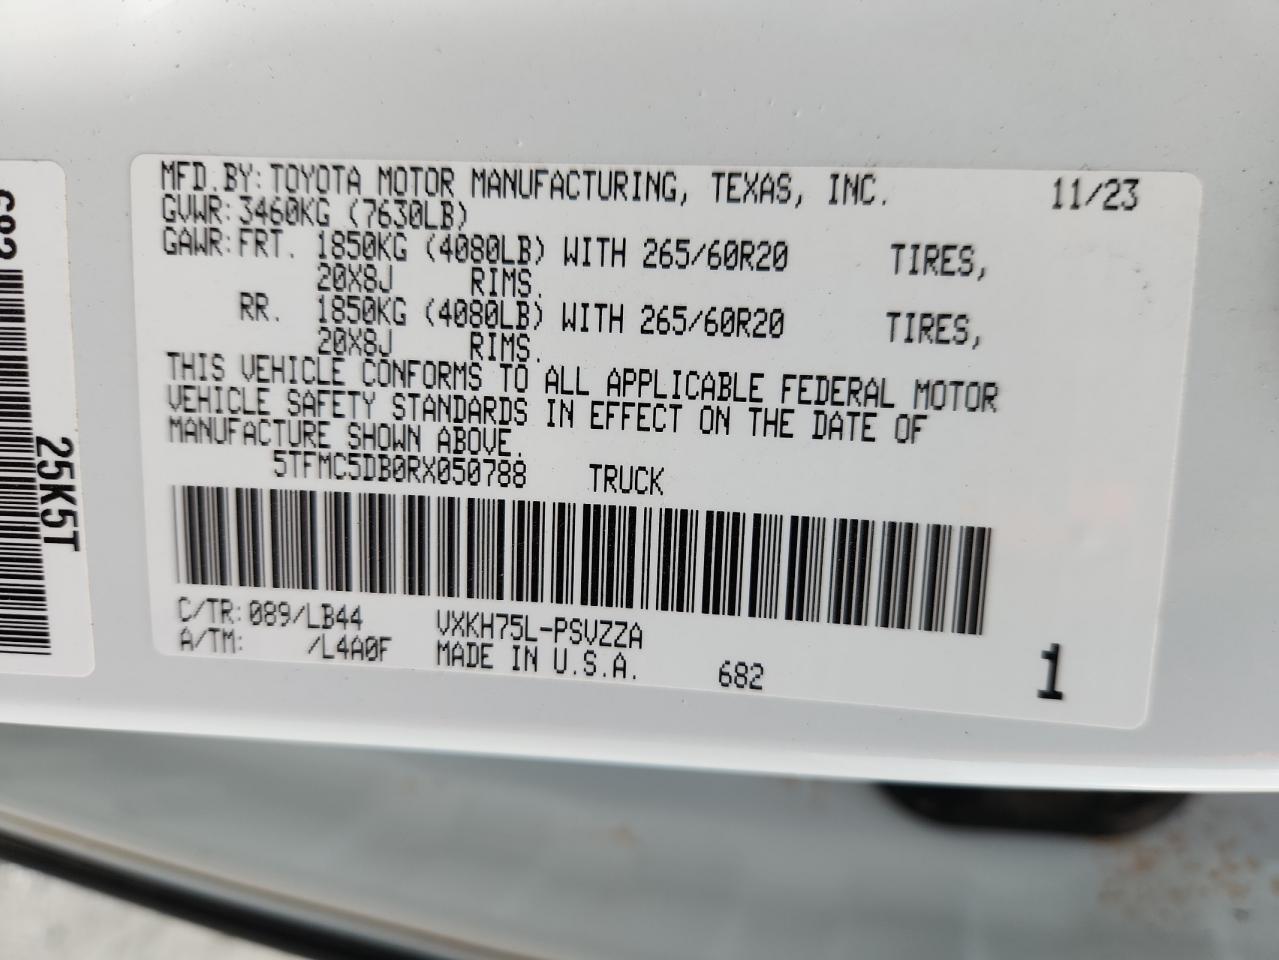 MFD.BY:TOYOTA MOTOR MANUFACTURING, TEXAS, INC. 11/23
GVWR:3460KG (7630LB)
GAWR:FRT. 1850KG (4080LB) WITH 265/60R20 TIRES,
20X8J RIMS.
RR. 1850KG (4080LB) WITH 265/60R20 TIRES,
20X8J RIMS.
THIS VEHICLE CONFORMS TO ALL APPLICABLE FEDERAL MOTOR
VEHICLE SAFETY STANDARDS IN EFFECT ON THE DATE OF
MANUFACTURE SHOWN ABOVE.
5TFMC5DB0RX050788 TRUCK
C/TR:089/LB44 VXKH75L-PSVZZA
A/TM: /L4A0F MADE IN U.S.A. 682
1
25K5T